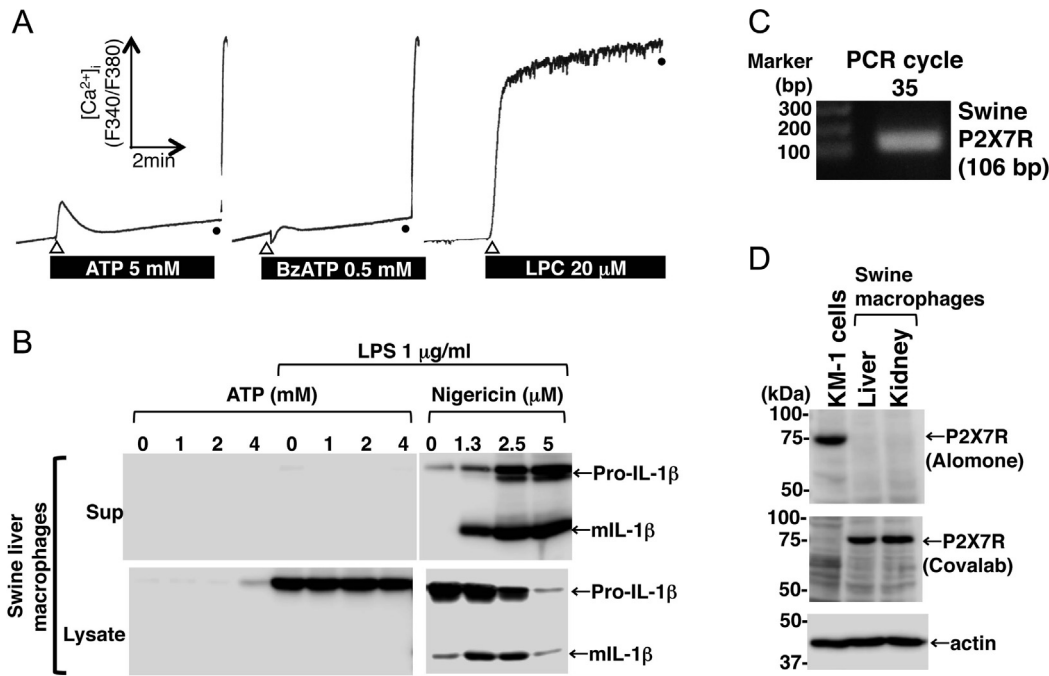 A
[Ca2+]i
(F340/F380)
2min
ATP 5 mM
BzATP 0.5 mM
LPC 20 μM
B
LPS 1 μg/ml
ATP (mM)
Nigericin (μM)
0 1 2 4 0 1 2 4
0 1.3 2.5 5
Swine liver
macrophages
Sup
←Pro-IL-1β
←mIL-1β
Lysate
←Pro-IL-1β
←mIL-1β
C
Marker
(bp)
PCR cycle
35
300
200
100
Swine
P2X7R
(106 bp)
D
Swine
macrophages
KM-1 cells
Liver
Kidney
(kDa)
100-
75-
50-
←P2X7R
(Alomone)
100-
75-
50-
←P2X7R
(Covalab)
50-
37-
←actin